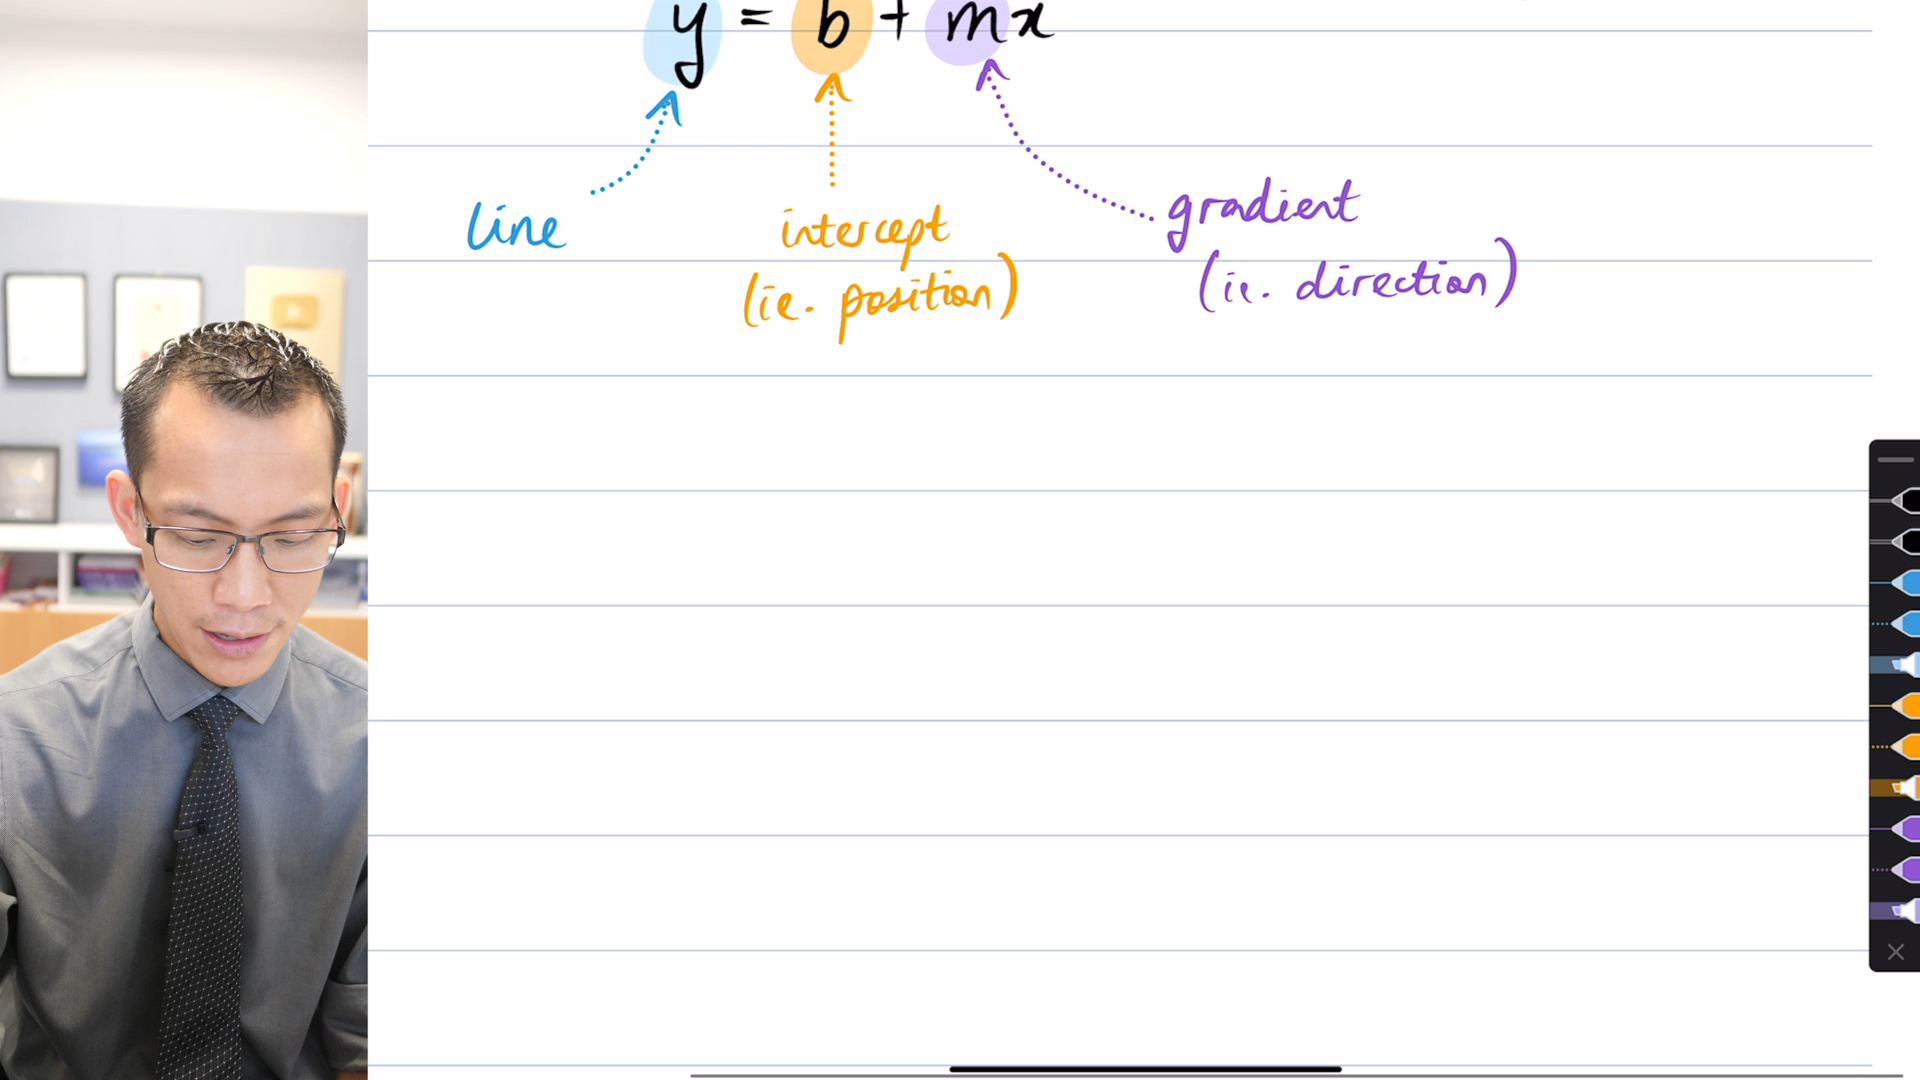 y = b + mx
line
intercept
(ie. position)
gradient
(ie. direction)